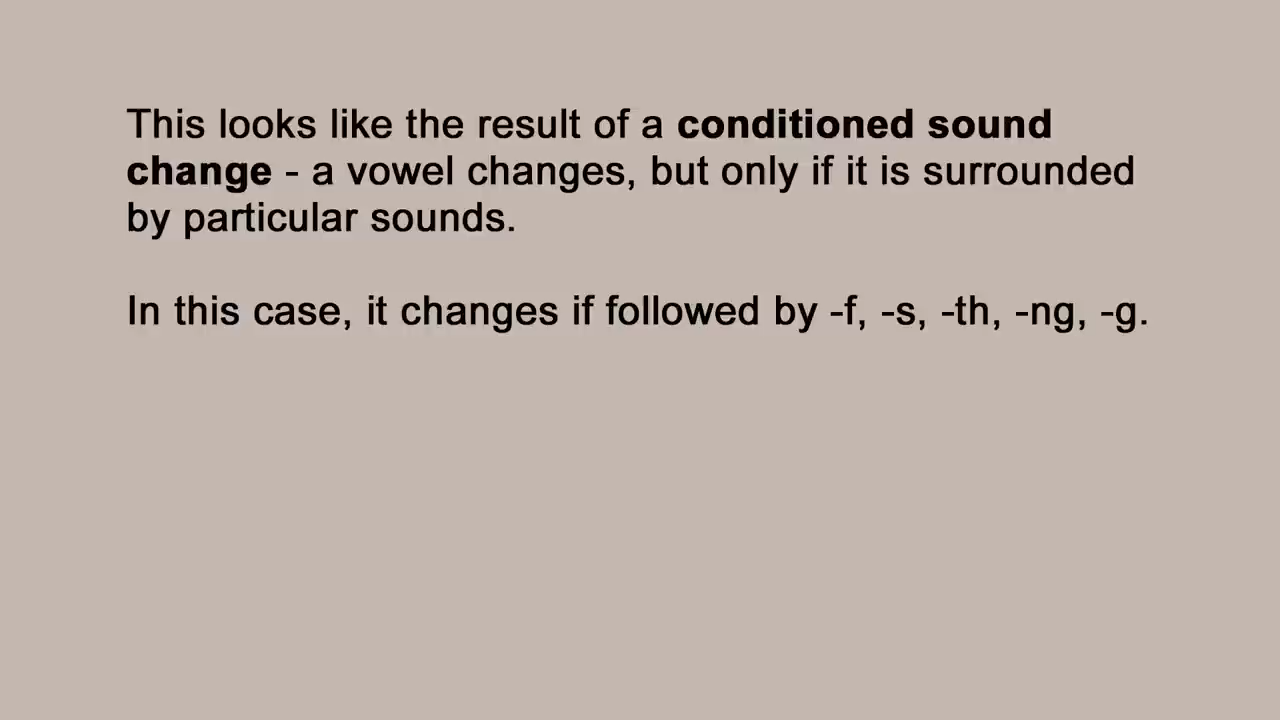 This looks like the result of a conditioned sound
change - a vowel changes, but only if it is surrounded
by particular sounds.
In this case, it changes if followed by -f, -s, -th, -ng, -g.